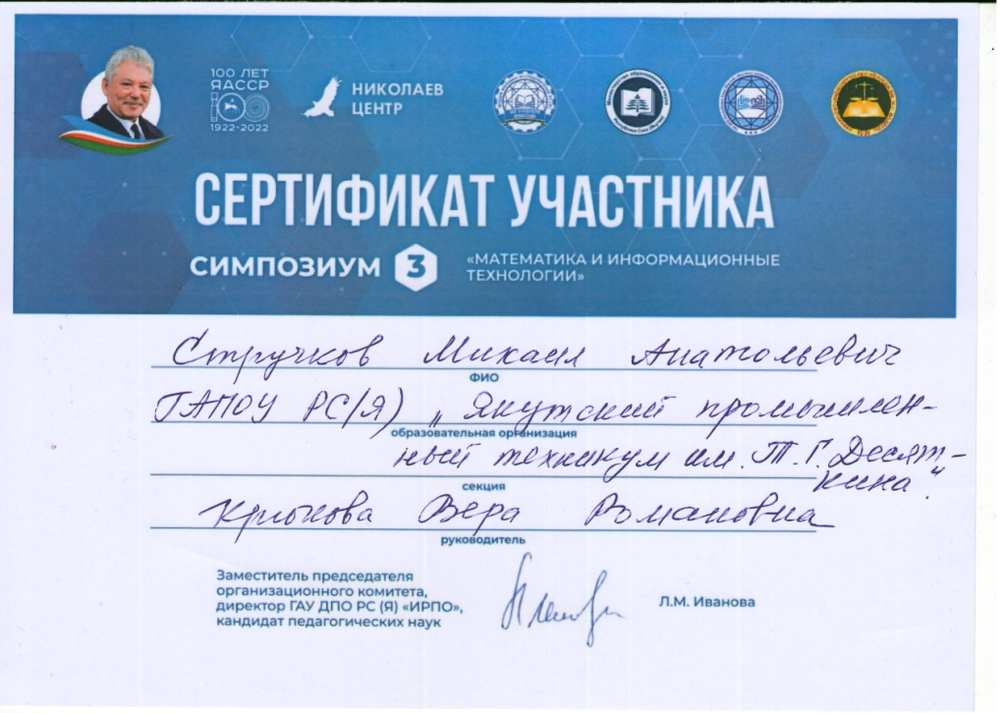 100 ЛЕТ
ЯАССР
1922-2022
НИКОЛАЕВ
ЦЕНТР
СЕРТИФИКАТ УЧАСТНИКА
СИМПОЗИУМ 3
«МАТЕМАТИКА И ИНФОРМАЦИОННЫЕ
ТЕХНОЛОГИИ»
Стручков Михаил Анатольевич
ФИО
ГАПОУ РС(Я) „Якутский промышлен-
образовательная организация
ный техникум им. Т.Г. Десят-
кина“
секция
Крюкова Вера Романовна
руководитель
Заместитель председателя
организационного комитета,
директор ГАУ ДПО РС (Я) «ИРПО»,
кандидат педагогических наук
Л.М. Иванова